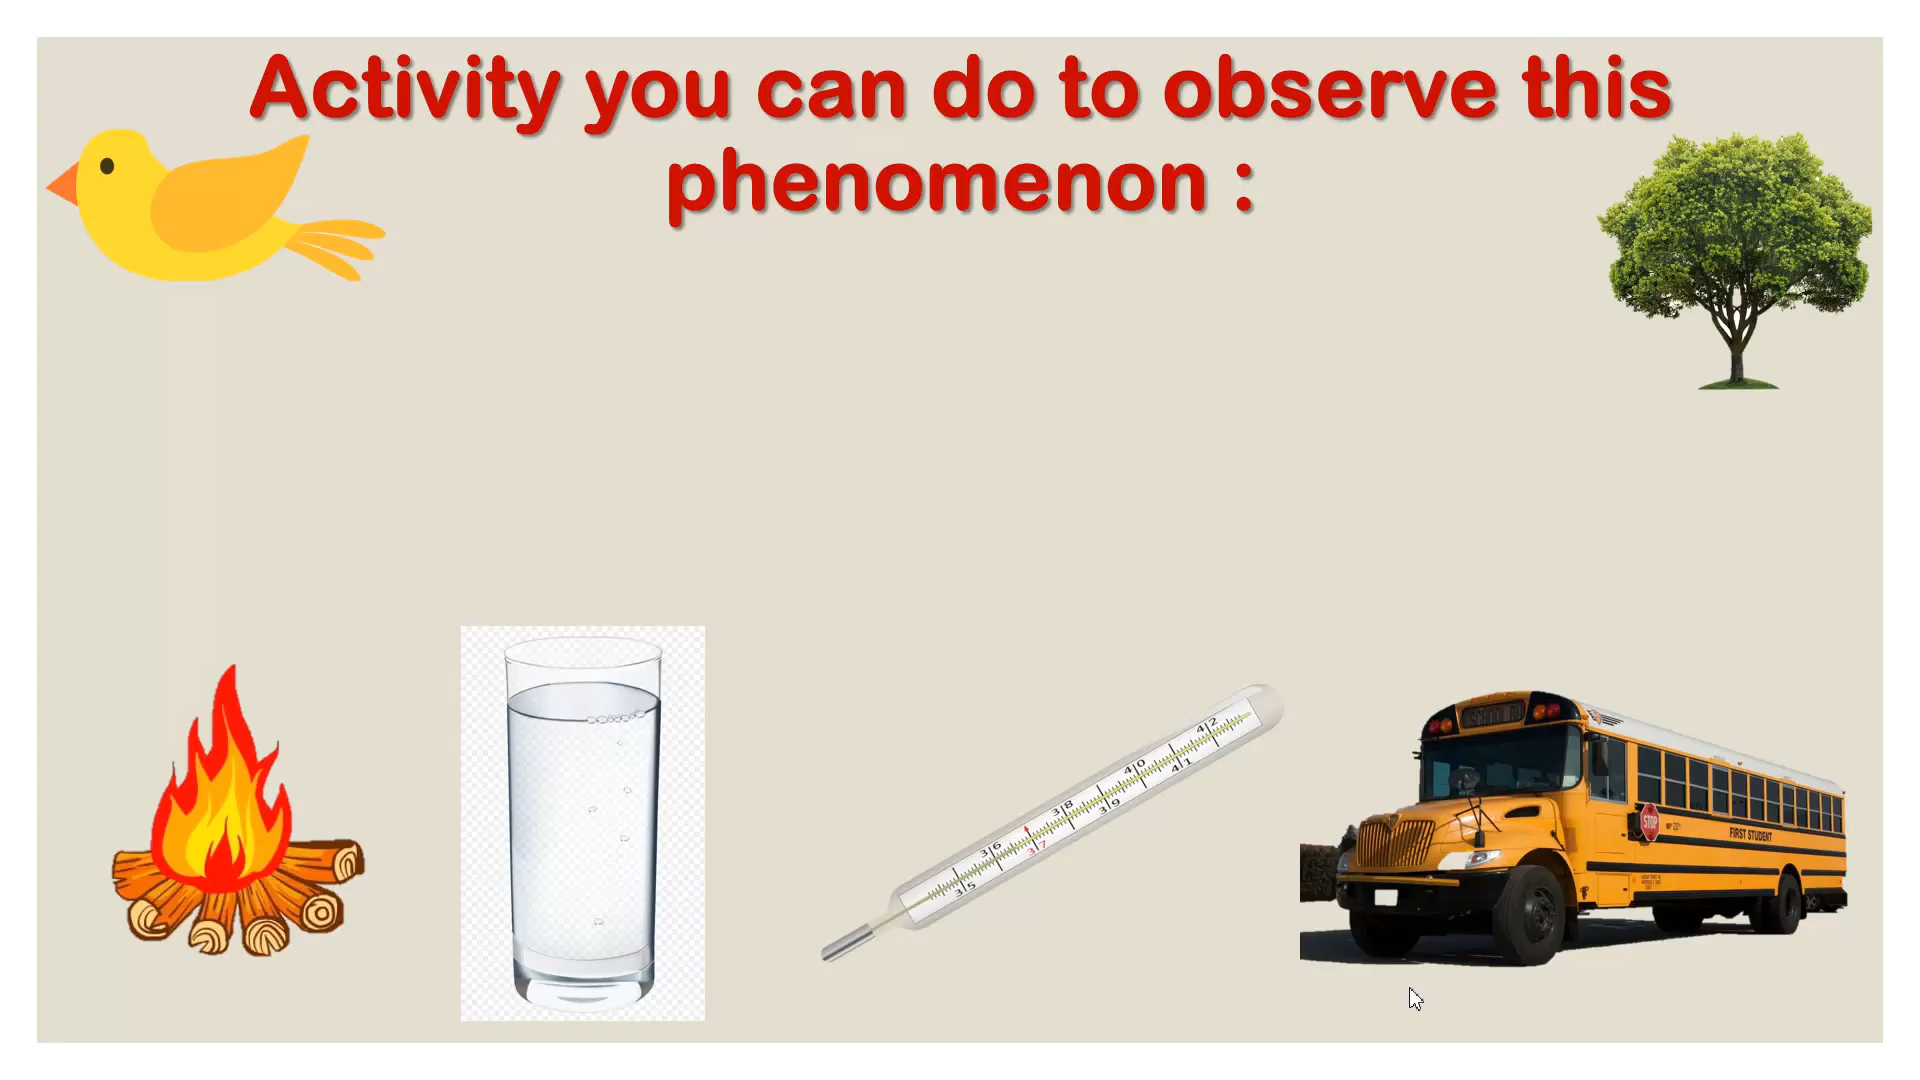 Activity you can do to observe this
phenomenon :
42
40
41
38
39
36
37
35
STOP
FIRST STUDENT